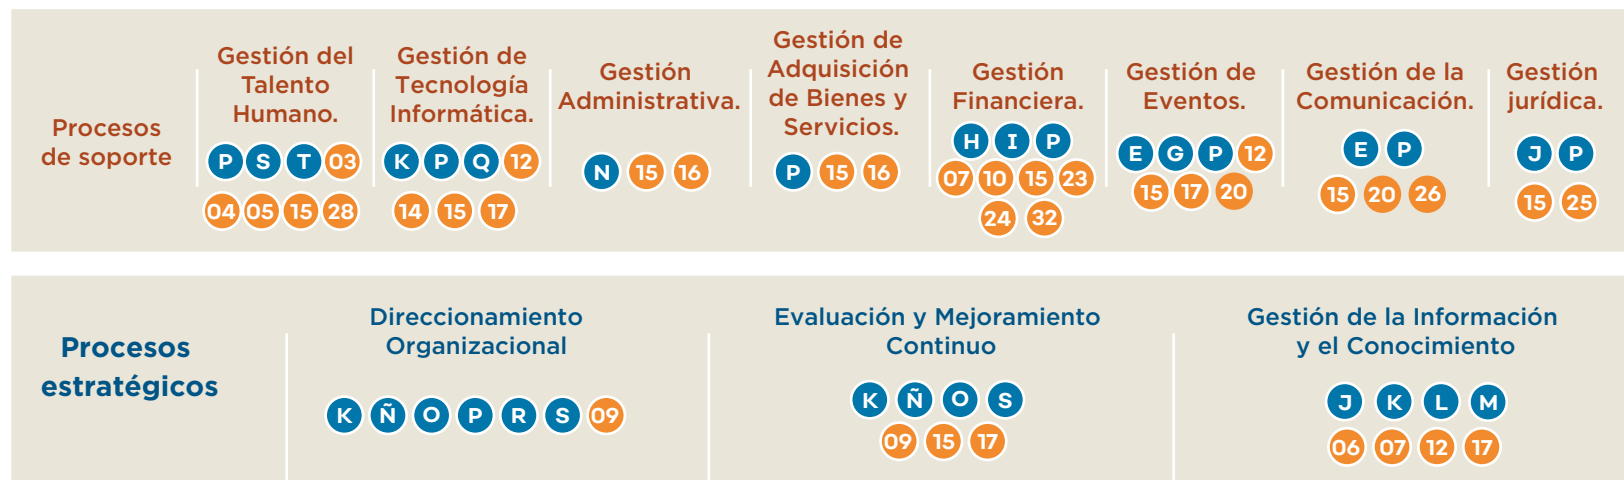 Procesos
de soporte
Gestión del
Talento
Humano.
P S T 03
04 05 15 28
Gestión de
Tecnología
Informática.
K P Q 12
14 15 17
Gestión
Administrativa.
N 15 16
Gestión de
Adquisición
de Bienes y
Servicios.
P 15 16
Gestión
Financiera.
H I P
07 10 15 23
24 32
Gestión de
Eventos.
E G P 12
15 17 20
Gestión de la
Comunicación.
E P
15 20 26
Gestión
jurídica.
J P
15 25
Procesos
estratégicos
Direccionamiento
Organizacional
K Ñ O P R S 09
Evaluación y Mejoramiento
Continuo
K Ñ O S
09 15 17
Gestión de la Información
y el Conocimiento
J K L M
06 07 12 17